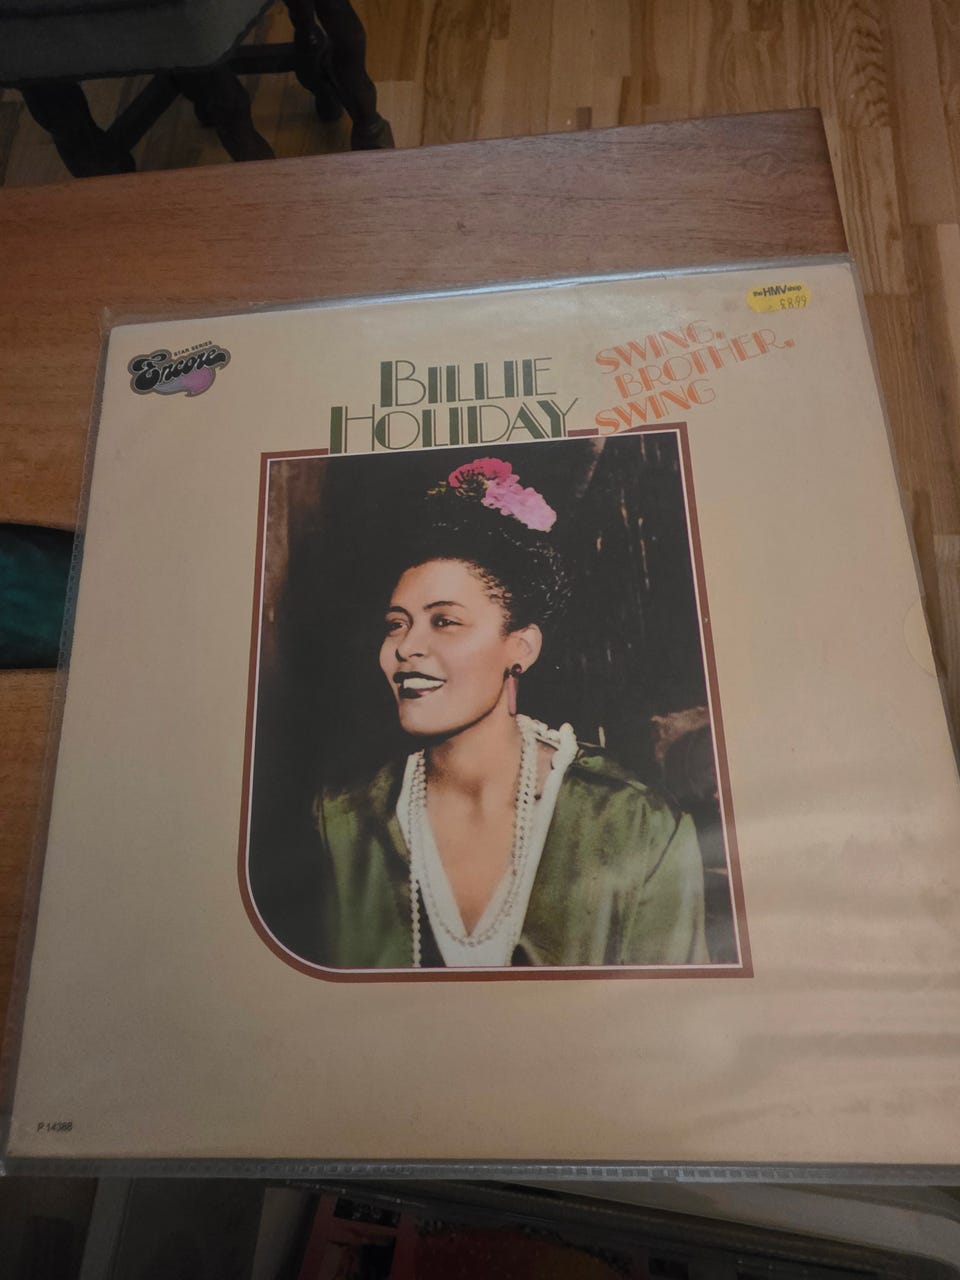 the HMV shop
£8.99
STAR SERIES
Encore
BILLIE
HOLIDAY
SWING,
BROTHER,
SWING
P 14388